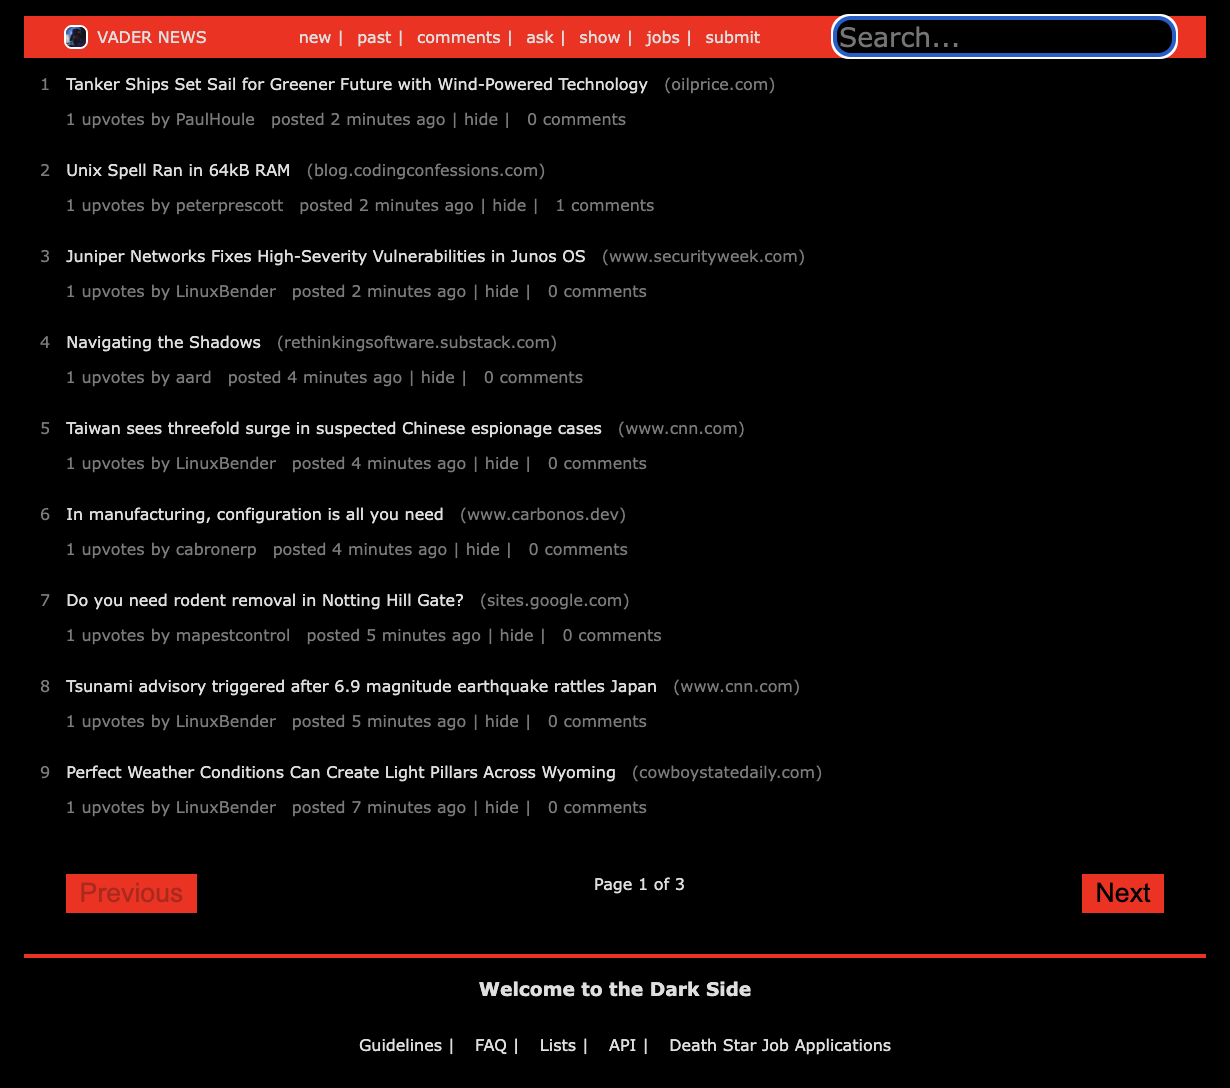 VADER NEWS new | past | comments | ask | show | jobs | submit Search...
1 Tanker Ships Set Sail for Greener Future with Wind-Powered Technology (oilprice.com)
1 upvotes by PaulHoule posted 2 minutes ago | hide | 0 comments
2 Unix Spell Ran in 64kB RAM (blog.codingconfessions.com)
1 upvotes by peterprescott posted 2 minutes ago | hide | 1 comments
3 Juniper Networks Fixes High-Severity Vulnerabilities in Junos OS (www.securityweek.com)
1 upvotes by LinuxBender posted 2 minutes ago | hide | 0 comments
4 Navigating the Shadows (rethinkingsoftware.substack.com)
1 upvotes by aard posted 4 minutes ago | hide | 0 comments
5 Taiwan sees threefold surge in suspected Chinese espionage cases (www.cnn.com)
1 upvotes by LinuxBender posted 4 minutes ago | hide | 0 comments
6 In manufacturing, configuration is all you need (www.carbonos.dev)
1 upvotes by cabronerp posted 4 minutes ago | hide | 0 comments
7 Do you need rodent removal in Notting Hill Gate? (sites.google.com)
1 upvotes by mapestcontrol posted 5 minutes ago | hide | 0 comments
8 Tsunami advisory triggered after 6.9 magnitude earthquake rattles Japan (www.cnn.com)
1 upvotes by LinuxBender posted 5 minutes ago | hide | 0 comments
9 Perfect Weather Conditions Can Create Light Pillars Across Wyoming (cowboystatedaily.com)
1 upvotes by LinuxBender posted 7 minutes ago | hide | 0 comments
Previous Page 1 of 3 Next
Welcome to the Dark Side
Guidelines | FAQ | Lists | API | Death Star Job Applications